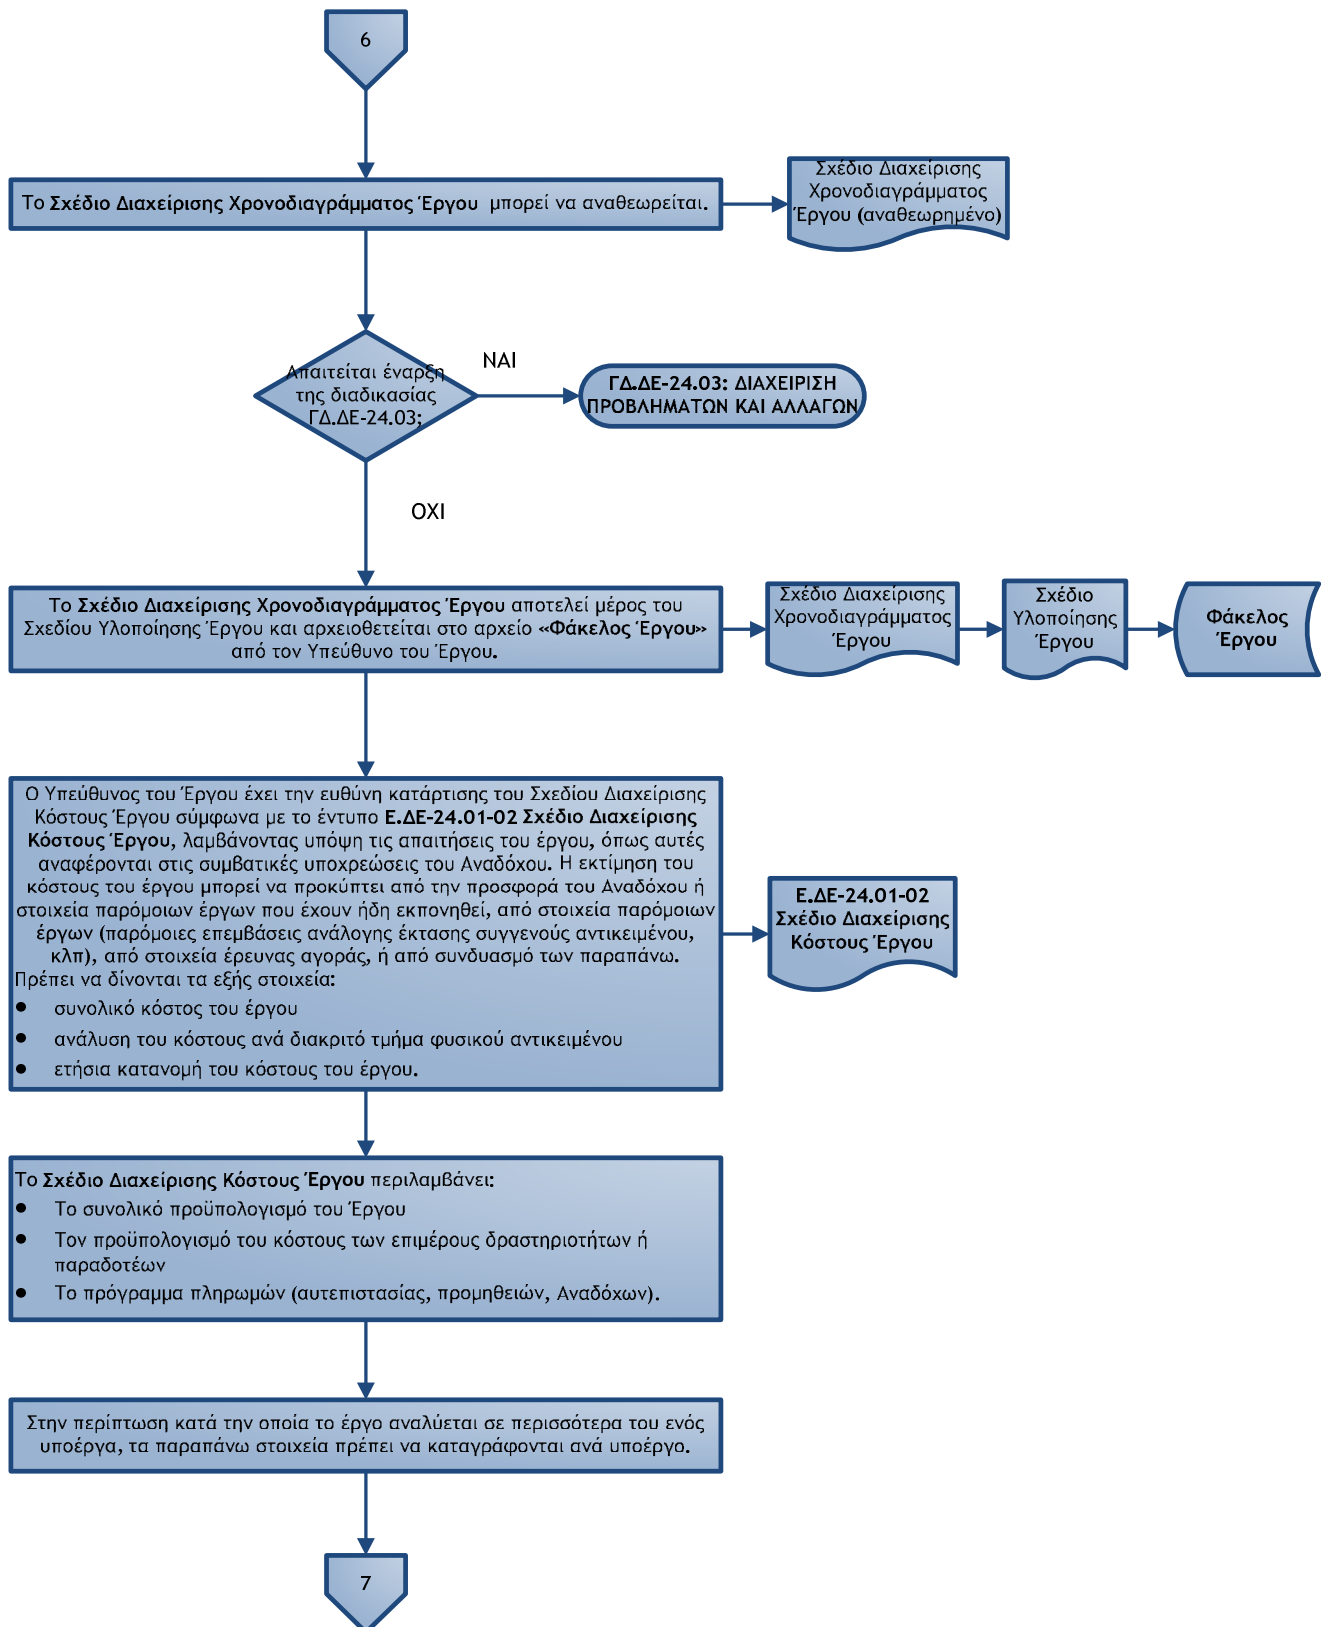 6
Το Σχέδιο Διαχείρισης Χρονοδιαγράμματος Έργου μπορεί να αναθεωρείται.
Σχέδιο Διαχείρισης
Χρονοδιαγράμματος
Έργου (αναθεωρημένο)
Απαιτείται έναρξη
της διαδικασίας
ΓΔ.ΔΕ-24.03;
ΝΑΙ
ΓΔ.ΔΕ-24.03: ΔΙΑΧΕΙΡΙΣΗ
ΠΡΟΒΛΗΜΑΤΩΝ ΚΑΙ ΑΛΛΑΓΩΝ
ΟΧΙ
Το Σχέδιο Διαχείρισης Χρονοδιαγράμματος Έργου αποτελεί μέρος του
Σχεδίου Υλοποίησης Έργου και αρχειοθετείται στο αρχείο «Φάκελος Έργου»
από τον Υπεύθυνο του Έργου.
Σχέδιο Διαχείρισης
Χρονοδιαγράμματος
Έργου
Σχέδιο
Υλοποίησης
Έργου
Φάκελος
Έργου
Ο Υπεύθυνος του Έργου έχει την ευθύνη κατάρτισης του Σχεδίου Διαχείρισης
Κόστους Έργου σύμφωνα με το έντυπο Ε.ΔΕ-24.01-02 Σχέδιο Διαχείρισης
Κόστους Έργου, λαμβάνοντας υπόψη τις απαιτήσεις του έργου, όπως αυτές
αναφέρονται στις συμβατικές υποχρεώσεις του Αναδόχου. Η εκτίμηση του
κόστους του έργου μπορεί να προκύπτει από την προσφορά του Αναδόχου ή
στοιχεία παρόμοιων έργων που έχουν ήδη εκπονηθεί, από στοιχεία παρόμοιων
έργων (παρόμοιες επεμβάσεις ανάλογης έκτασης συγγενούς αντικειμένου,
κλπ), από στοιχεία έρευνας αγοράς, ή από συνδυασμό των παραπάνω.
Πρέπει να δίνονται τα εξής στοιχεία:
● συνολικό κόστος του έργου
● ανάλυση του κόστους ανά διακριτό τμήμα φυσικού αντικειμένου
● ετήσια κατανομή του κόστους του έργου.
Ε.ΔΕ-24.01-02
Σχέδιο Διαχείρισης
Κόστους Έργου
Το Σχέδιο Διαχείρισης Κόστους Έργου περιλαμβάνει:
● Το συνολικό προϋπολογισμό του Έργου
● Τον προϋπολογισμό του κόστους των επιμέρους δραστηριοτήτων ή
παραδοτέων
● Το πρόγραμμα πληρωμών (αυτεπιστασίας, προμηθειών, Αναδόχων).
Στην περίπτωση κατά την οποία το έργο αναλύεται σε περισσότερα του ενός
υποέργα, τα παραπάνω στοιχεία πρέπει να καταγράφονται ανά υποέργο.
7